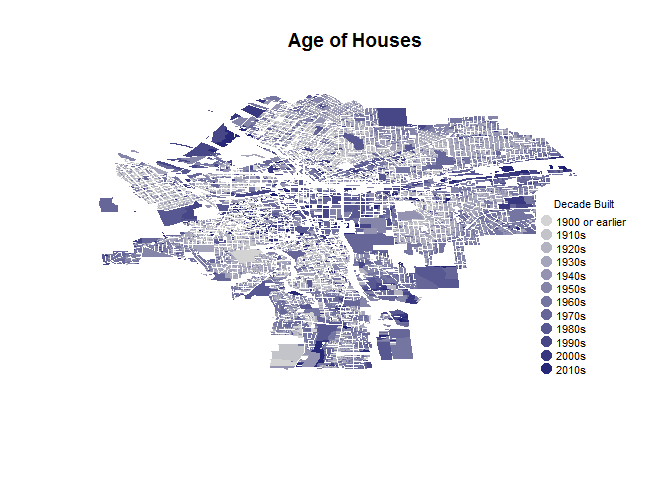 Age of Houses
Decade Built
1900 or earlier
1910s
1920s
1930s
1940s
1950s
1960s
1970s
1980s
1990s
2000s
2010s